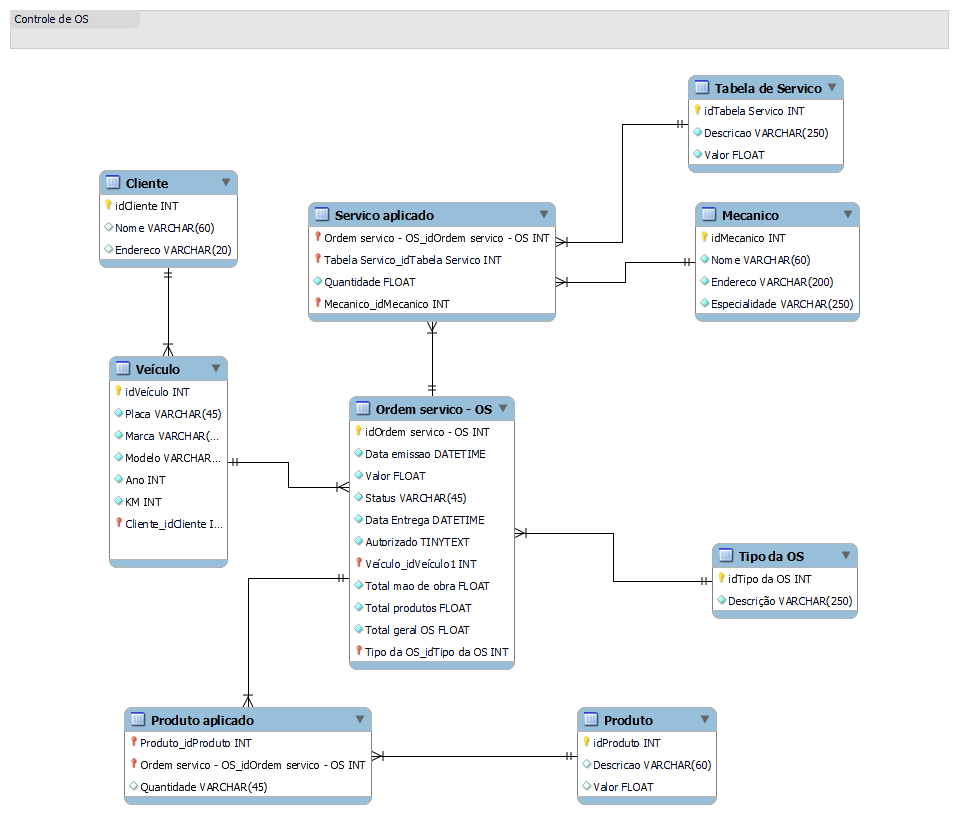 Controle de OS
Tabela de Servico
idTabela Servico INT
Descricao VARCHAR(250)
Valor FLOAT
Cliente
idCliente INT
Nome VARCHAR(60)
Endereco VARCHAR(20)
Servico aplicado
Ordem servico - OS_idOrdem servico - OS INT
Tabela Servico_idTabela Servico INT
Quantidade FLOAT
Mecanico_idMecanico INT
Mecanico
idMecanico INT
Nome VARCHAR(60)
Endereco VARCHAR(200)
Especialidade VARCHAR(250)
Veículo
idVeículo INT
Placa VARCHAR(45)
Marca VARCHAR(...
Modelo VARCHAR...
Ano INT
KM INT
Cliente_idCliente I...
Ordem servico - OS
idOrdem servico - OS INT
Data emissao DATETIME
Valor FLOAT
Status VARCHAR(45)
Data Entrega DATETIME
Autorizado TINYTEXT
Veículo_idVeículo1 INT
Total mao de obra FLOAT
Total produtos FLOAT
Total geral OS FLOAT
Tipo da OS_idTipo da OS INT
Tipo da OS
idTipo da OS INT
Descrição VARCHAR(250)
Produto aplicado
Produto_idProduto INT
Ordem servico - OS_idOrdem servico - OS INT
Quantidade VARCHAR(45)
Produto
idProduto INT
Descricao VARCHAR(60)
Valor FLOAT